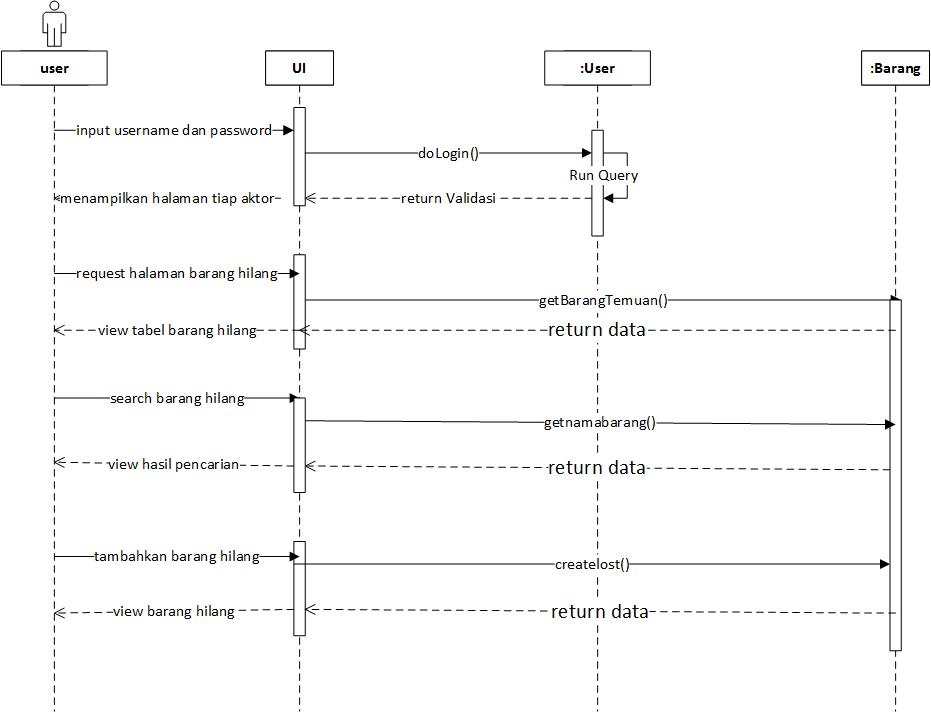 user
UI
:User
:Barang
input username dan password
doLogin()
Run Query
menampilkan halaman tiap aktor
return Validasi
request halaman barang hilang
getBarangTemuan()
view tabel barang hilang
return data
search barang hilang
getnamabarang()
view hasil pencarian
return data
tambahkan barang hilang
createlost()
view barang hilang
return data